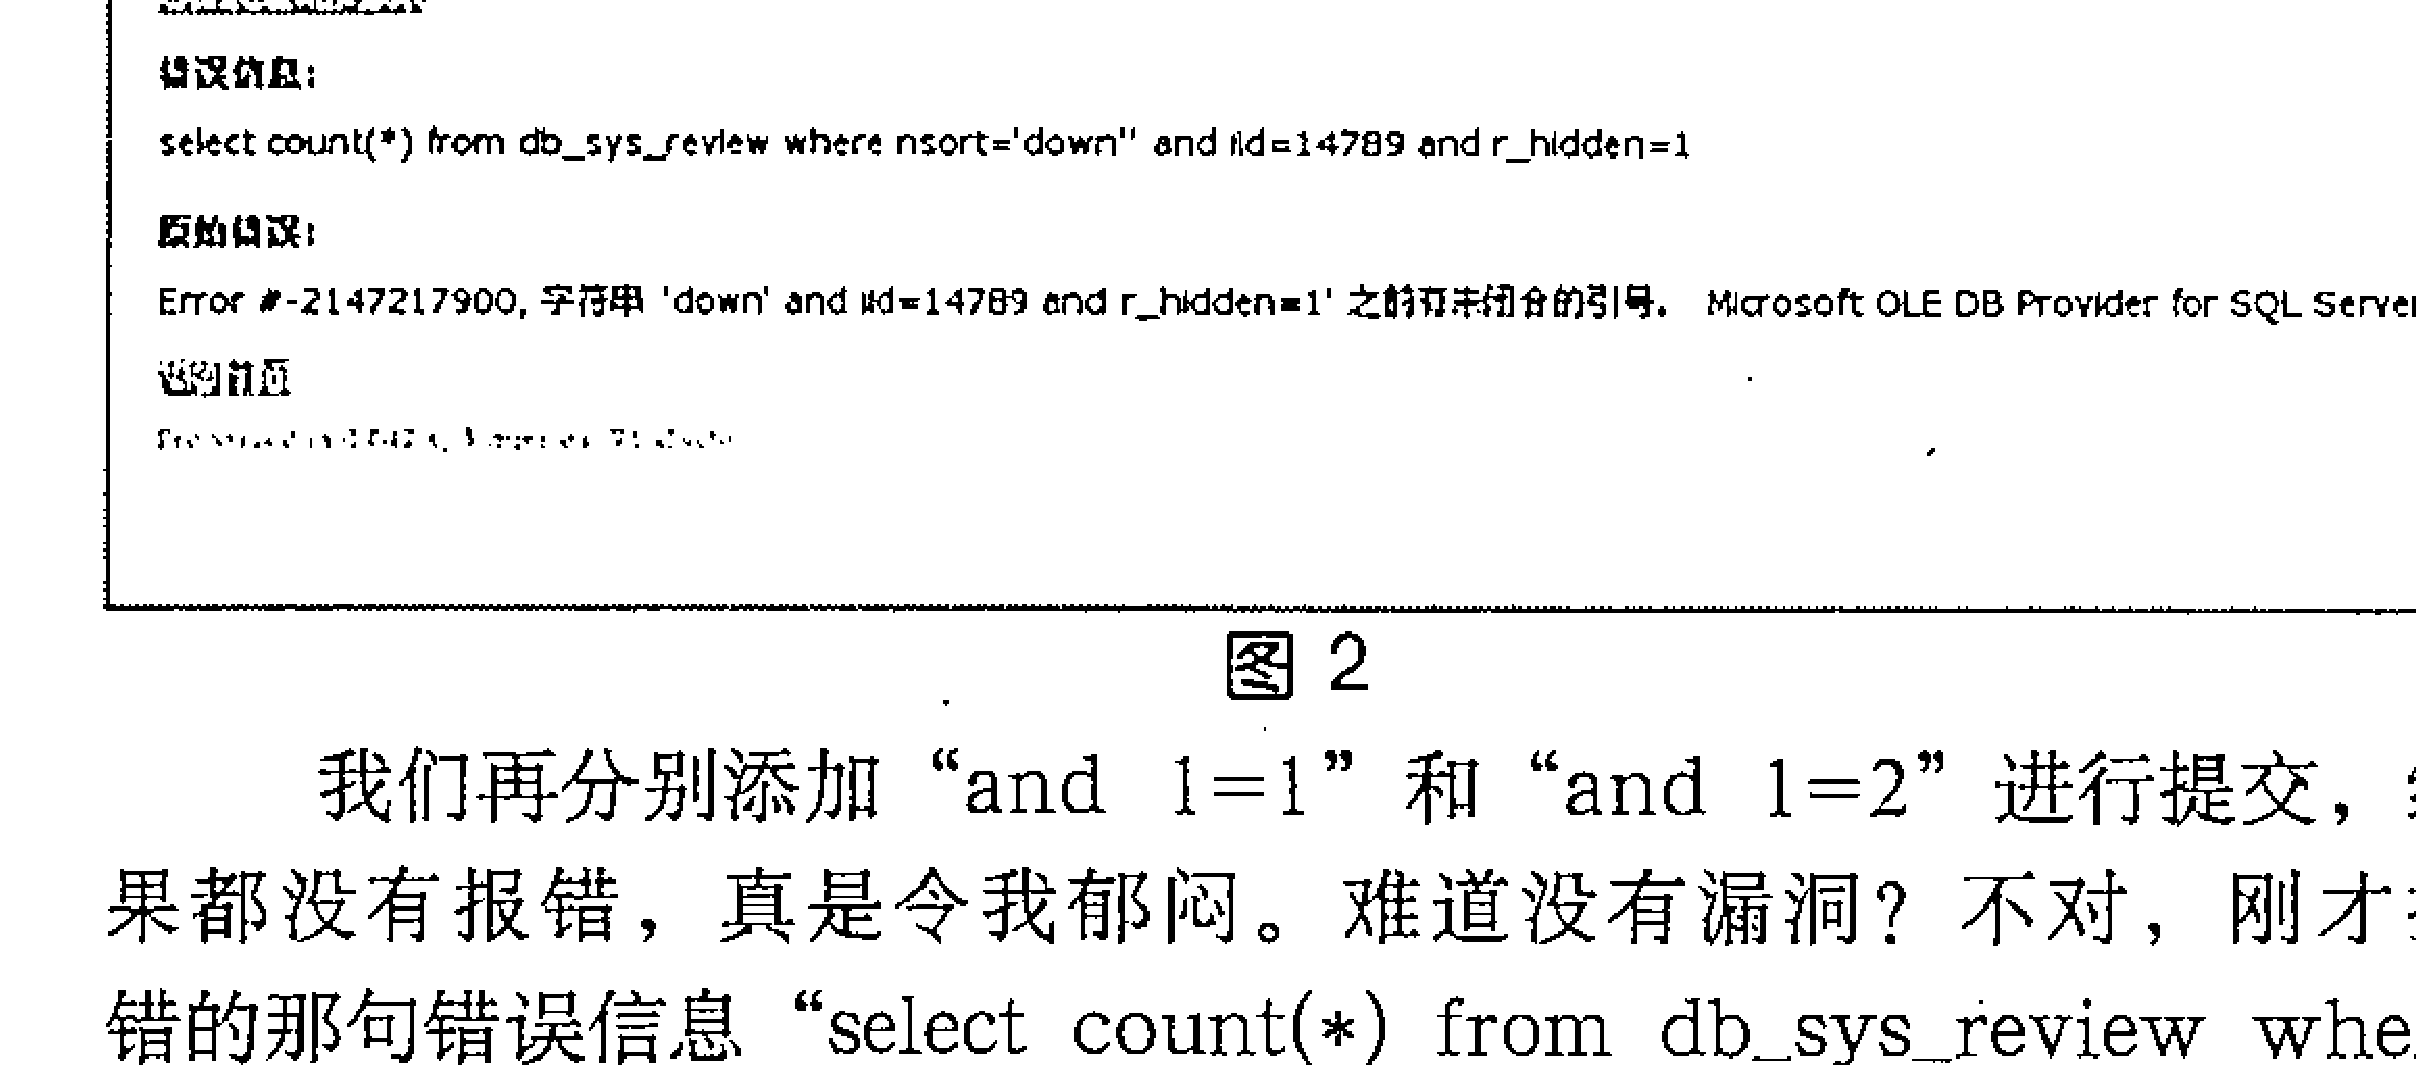 错误信息：
select count(*) from db_sys_review where nsort='down'' and iid=14789 and r_hidden=1
原始错误：
Error #-2147217900, 字符串 'down' and iid=14789 and r_hidden=1' 之前有未闭合的引号。 Microsoft OLE DB Provider for SQL Server
返回首页
图 2
我们再分别添加“and 1=1”和“and 1=2”进行提交，
果都没有报错，真是令我郁闷。难道没有漏洞？不对，刚才
错的那句错误信息“select count(*) from db_sys_review